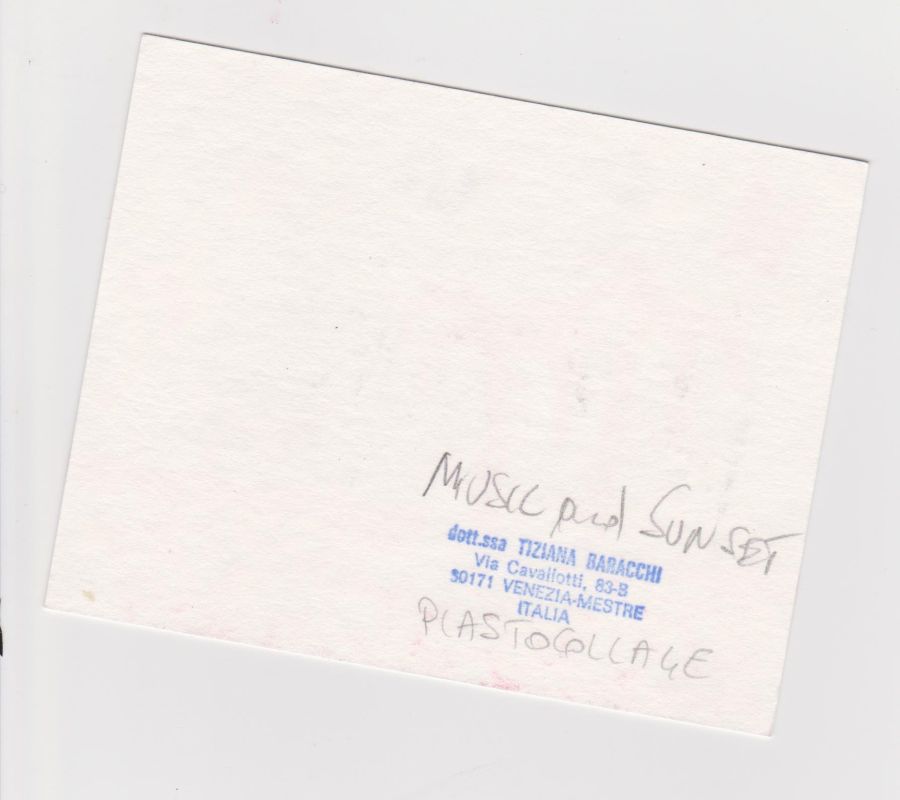 MUSIC and SUNSET
dott.ssa TIZIANA BARACCHI
Via Cavallotti, 83-B
30171 VENEZIA-MESTRE
ITALIA
PLASTOCOLLAGE